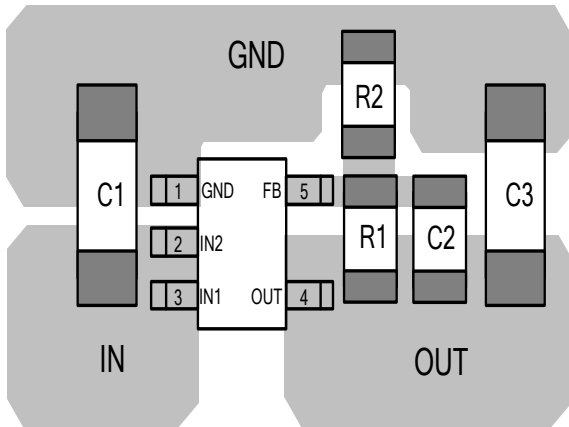 GND
R2
C1
1 GND FB 5
C3
R1 C2
2 IN2
3 IN1 OUT 4
IN
OUT